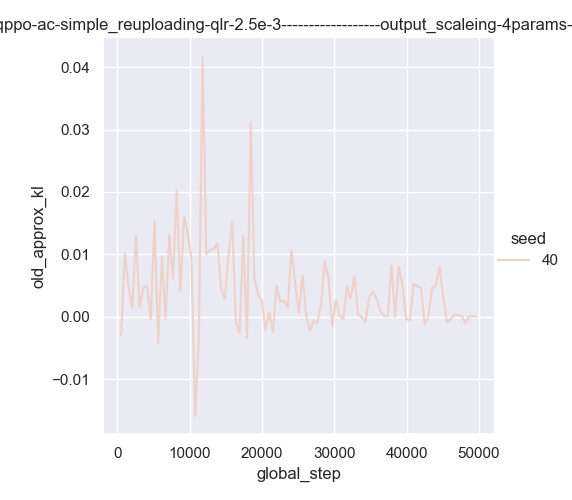 qppo-ac-simple_reuploading-qlr-2.5e-3------------------output_scaleing-4params-
0.04
0.03
0.02
0.01
0.00
−0.01
old_approx_kl
0 10000 20000 30000 40000 50000
global_step
seed
40